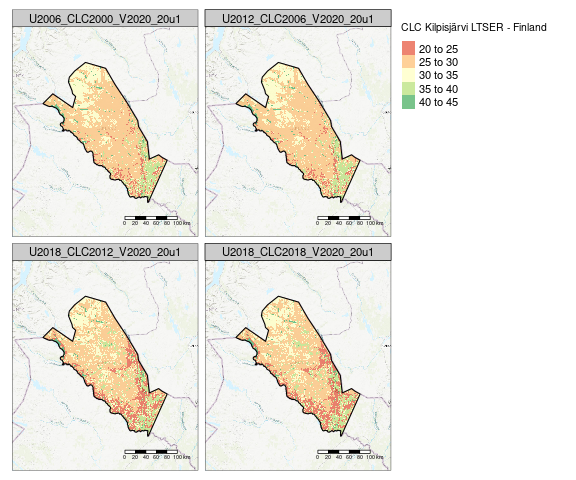 U2006_CLC2000_V2020_20u1
U2012_CLC2006_V2020_20u1
CLC Kilpisjärvi LTSER - Finland
20 to 25
25 to 30
30 to 35
35 to 40
40 to 45
0 20 40 60 80 100 km
0 20 40 60 80 100 km
U2018_CLC2012_V2020_20u1
U2018_CLC2018_V2020_20u1
0 20 40 60 80 100 km
0 20 40 60 80 100 km